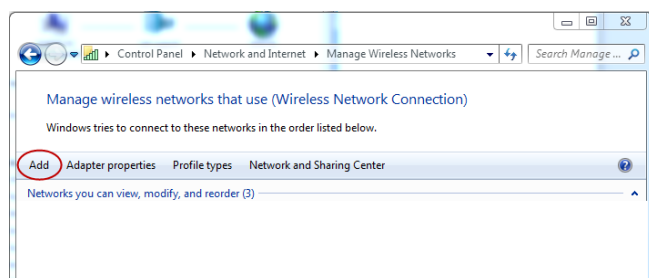 Control Panel ▸ Network and Internet ▸ Manage Wireless Networks
Search Manage ...
Manage wireless networks that use (Wireless Network Connection)
Windows tries to connect to these networks in the order listed below.
Add Adapter properties Profile types Network and Sharing Center
Networks you can view, modify, and reorder (3)